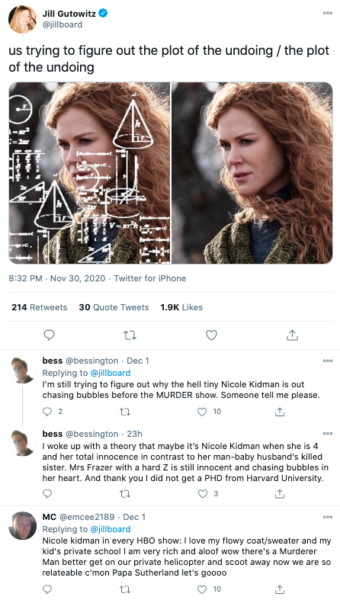 Jill Gutowitz
@jillboard
us trying to figure out the plot of the undoing / the plot
of the undoing
8:32 PM · Nov 30, 2020 · Twitter for iPhone
214 Retweets 30 Quote Tweets 1.9K Likes
bess @bessington · Dec 1
Replying to @jillboard
I'm still trying to figure out why the hell tiny Nicole Kidman is out
chasing bubbles before the MURDER show. Someone tell me please.
2 10
bess @bessington · 23h
I woke up with a theory that maybe it's Nicole Kidman when she is 4
and her total innocence in contrast to her man-baby husband's killed
sister. Mrs Frazer with a hard Z is still innocent and chasing bubbles in
her heart. And thank you I did not get a PHD from Harvard University.
3
MC @emcee2189 · Dec 1
Replying to @jillboard
Nicole kidman in every HBO show: I love my flowy coat/sweater and my
kid's private school I am very rich and aloof wow there's a Murderer
Man better get on our private helicopter and scoot away now we are so
relateable c'mon Papa Sutherland let's goooo
10